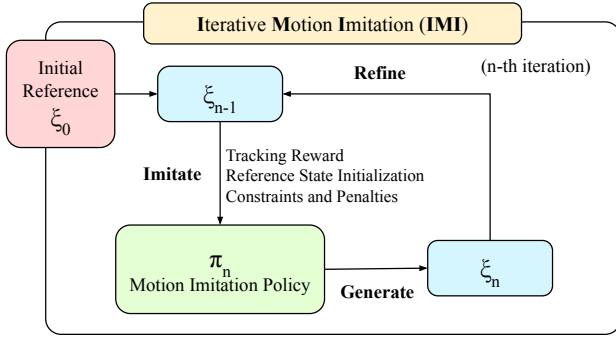 Iterative Motion Imitation (IMI)
Initial
Reference
ξ0
ξn-1
Refine
(n-th iteration)
Imitate
Tracking Reward
Reference State Initialization
Constraints and Penalties
πn
Motion Imitation Policy
Generate
ξn